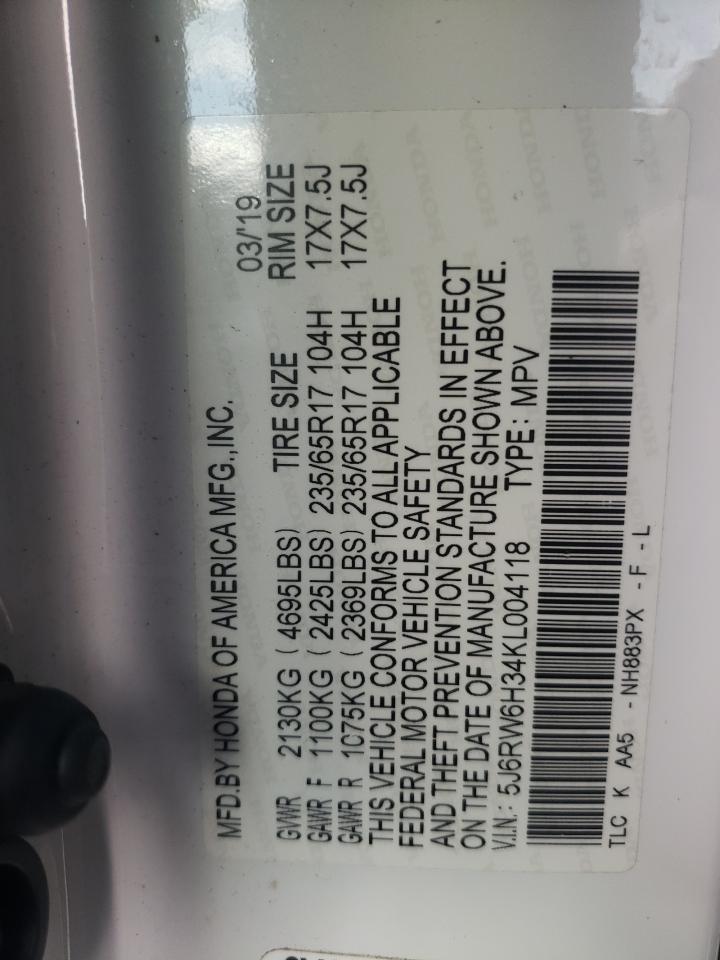 MFD.BY HONDA OF AMERICA MFG.,INC. 03/'19
GVWR 2130KG ( 4695LBS) TIRE SIZE RIM SIZE
GAWR F 1100KG ( 2425LBS) 235/65R17 104H 17X7.5J
GAWR R 1075KG ( 2369LBS) 235/65R17 104H 17X7.5J
THIS VEHICLE CONFORMS TO ALL APPLICABLE
FEDERAL MOTOR VEHICLE SAFETY
AND THEFT PREVENTION STANDARDS IN EFFECT
ON THE DATE OF MANUFACTURE SHOWN ABOVE.
V.I.N.: 5J6RW6H34KL004118 TYPE: MPV
TLC K AA5 - NH883PX - F - L
HONDA